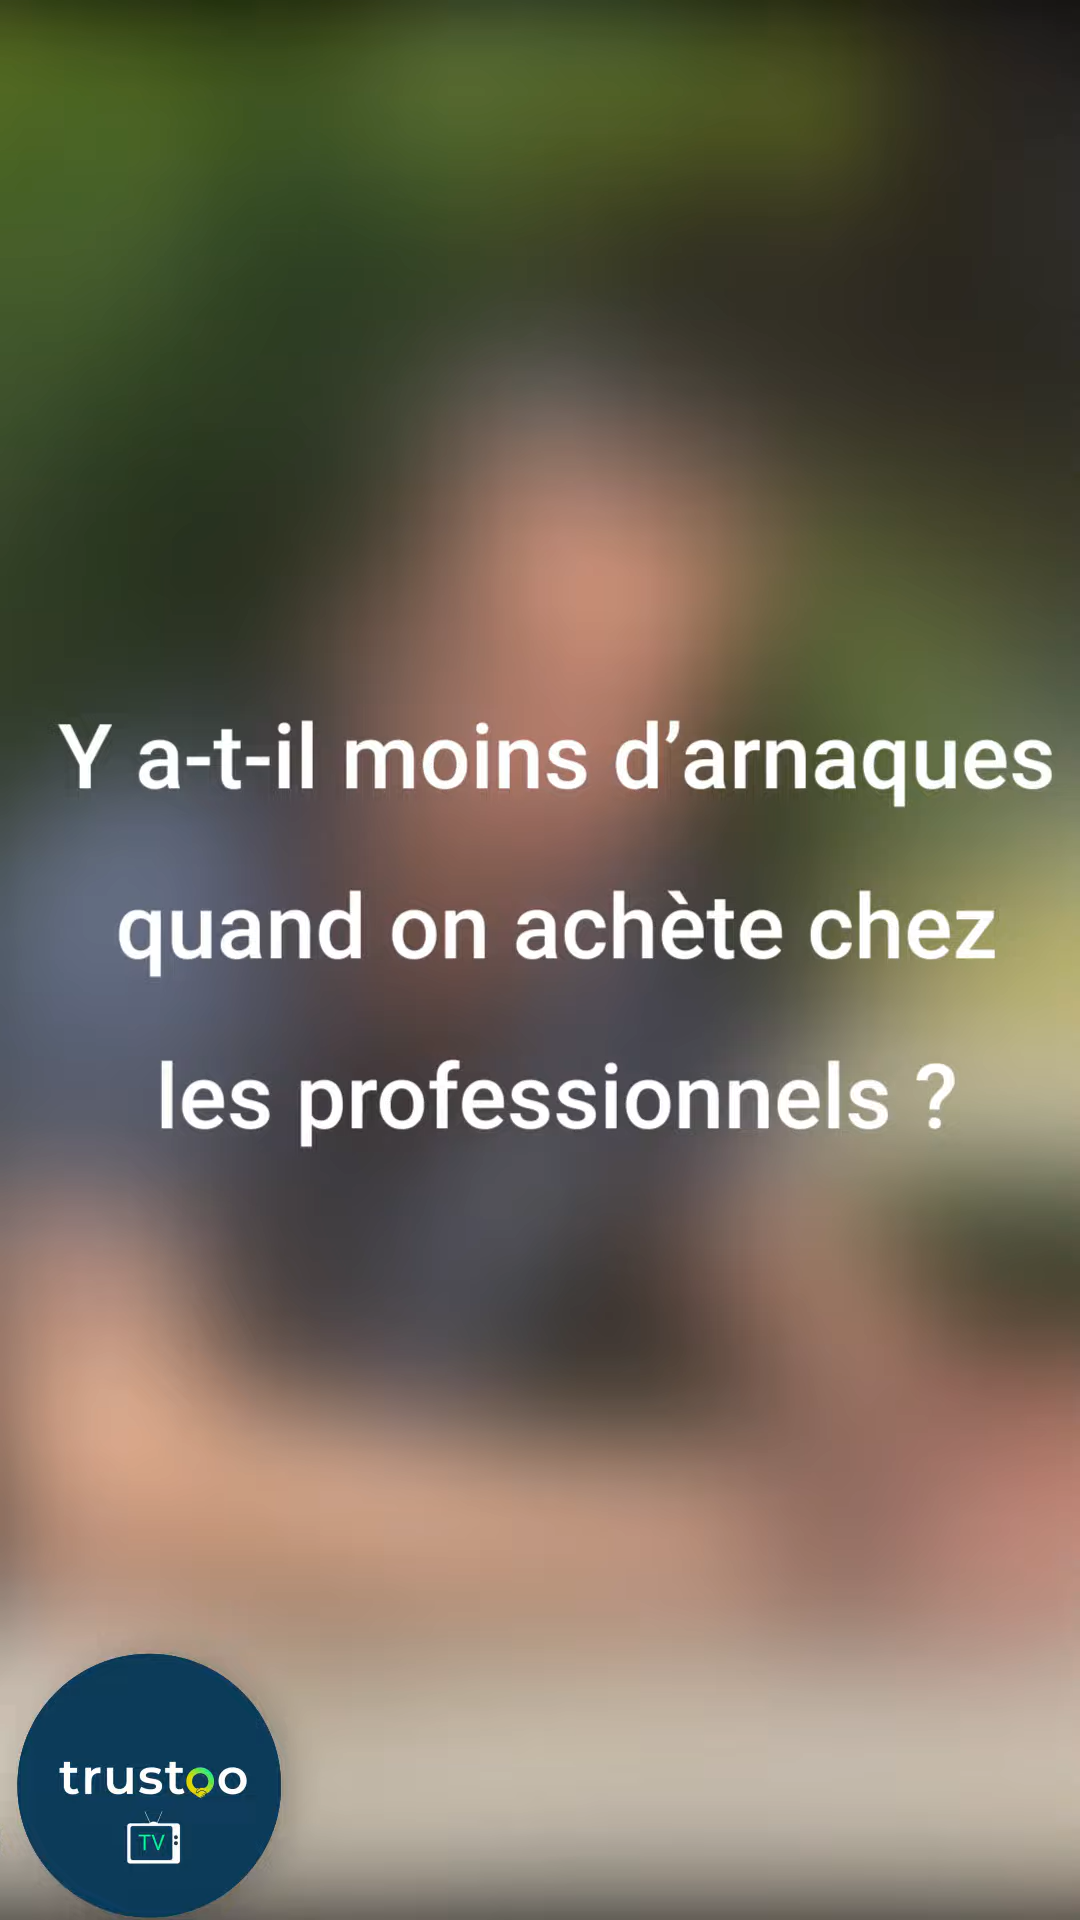 Y a-t-il moins d’arnaques
quand on achète chez
les professionnels ?
trustoo
TV